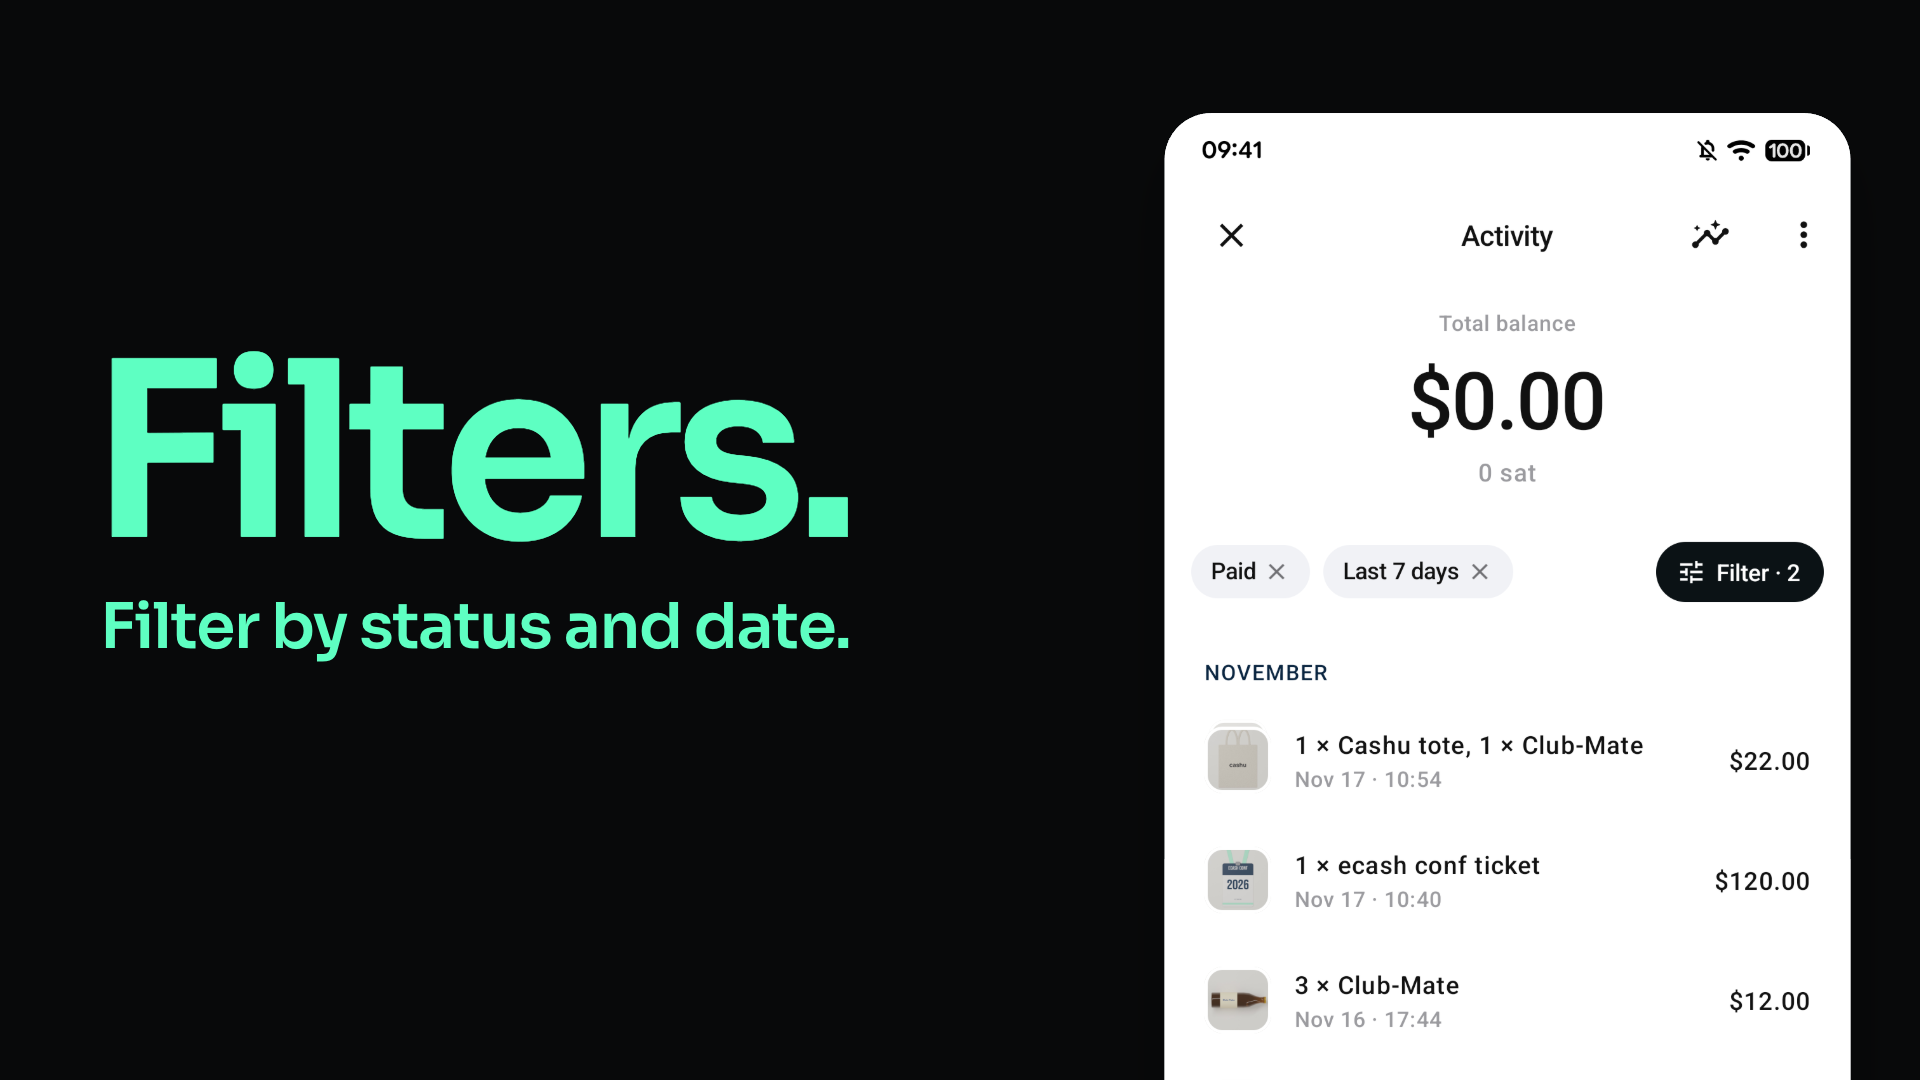 Filters.
Filter by status and date.
09:41
100
Activity
Total balance
$0.00
0 sat
Paid
Last 7 days
Filter · 2
NOVEMBER
cashu
1 × Cashu tote, 1 × Club-Mate
Nov 17 · 10:54
$22.00
2026
1 × ecash conf ticket
Nov 17 · 10:40
$120.00
3 × Club-Mate
Nov 16 · 17:44
$12.00